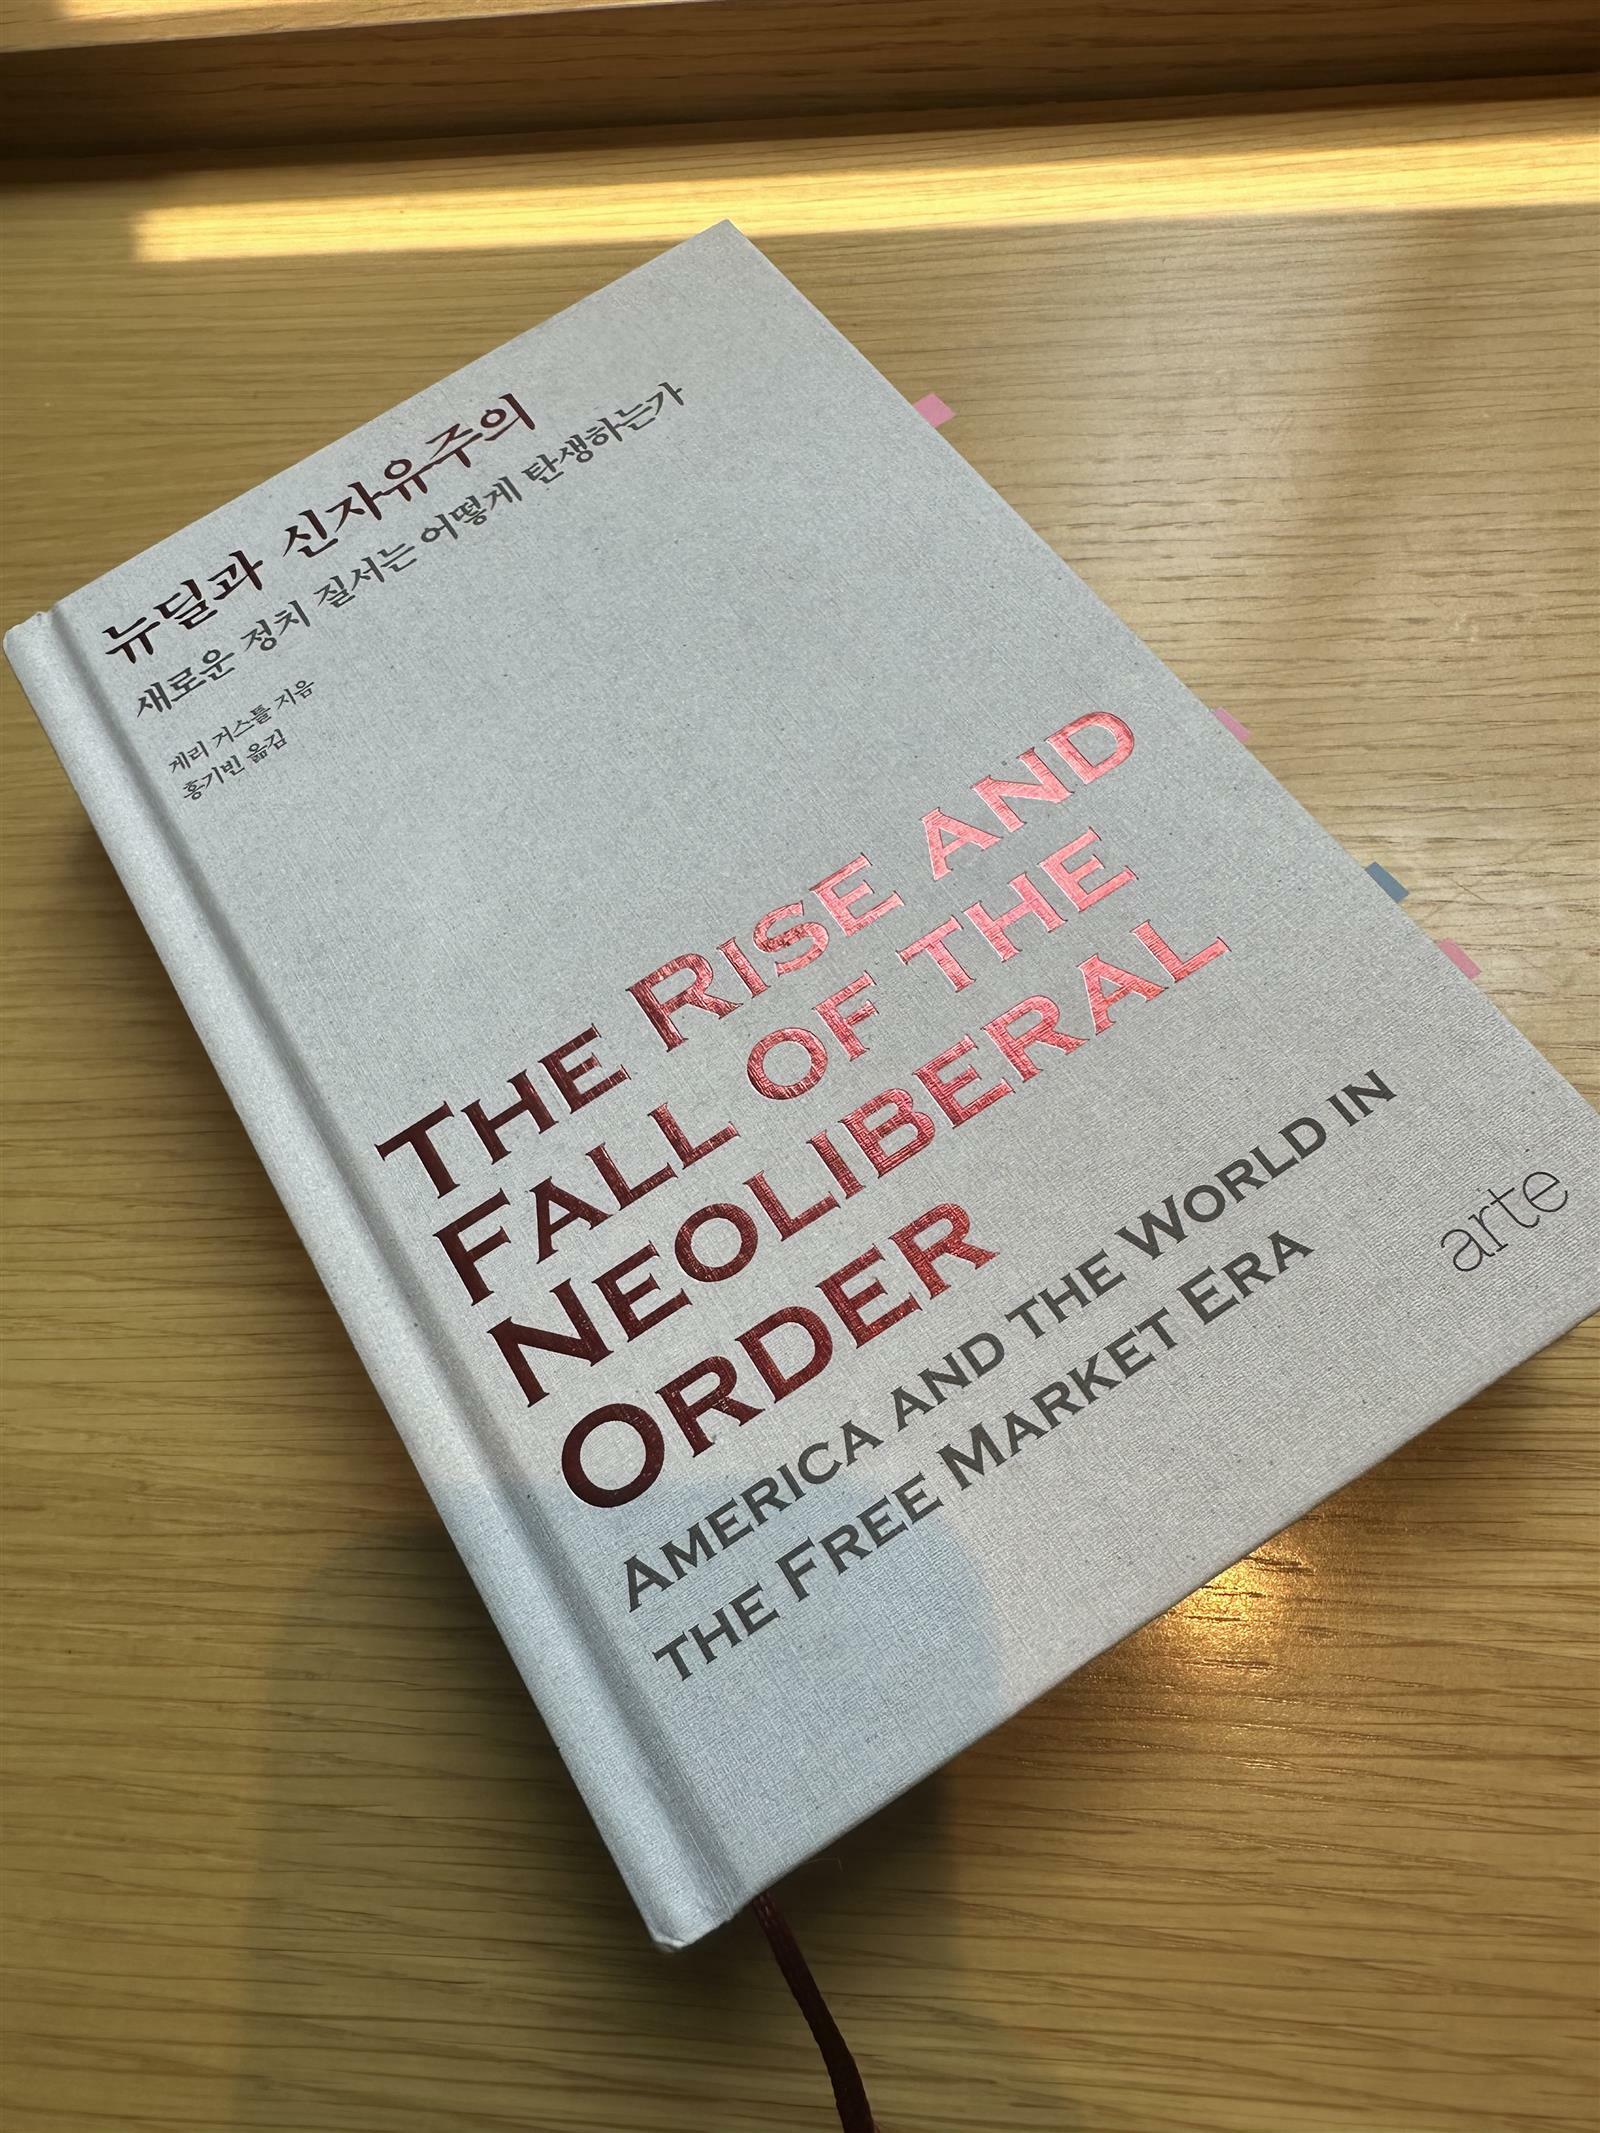 뉴딜과 신자유주의
새로운 정치 질서는 어떻게 탄생하는가
게리 거스틀 지음
홍기빈 옮김
THE RISE AND
FALL OF THE
NEOLIBERAL
ORDER
AMERICA AND THE WORLD IN
THE FREE MARKET ERA
arte